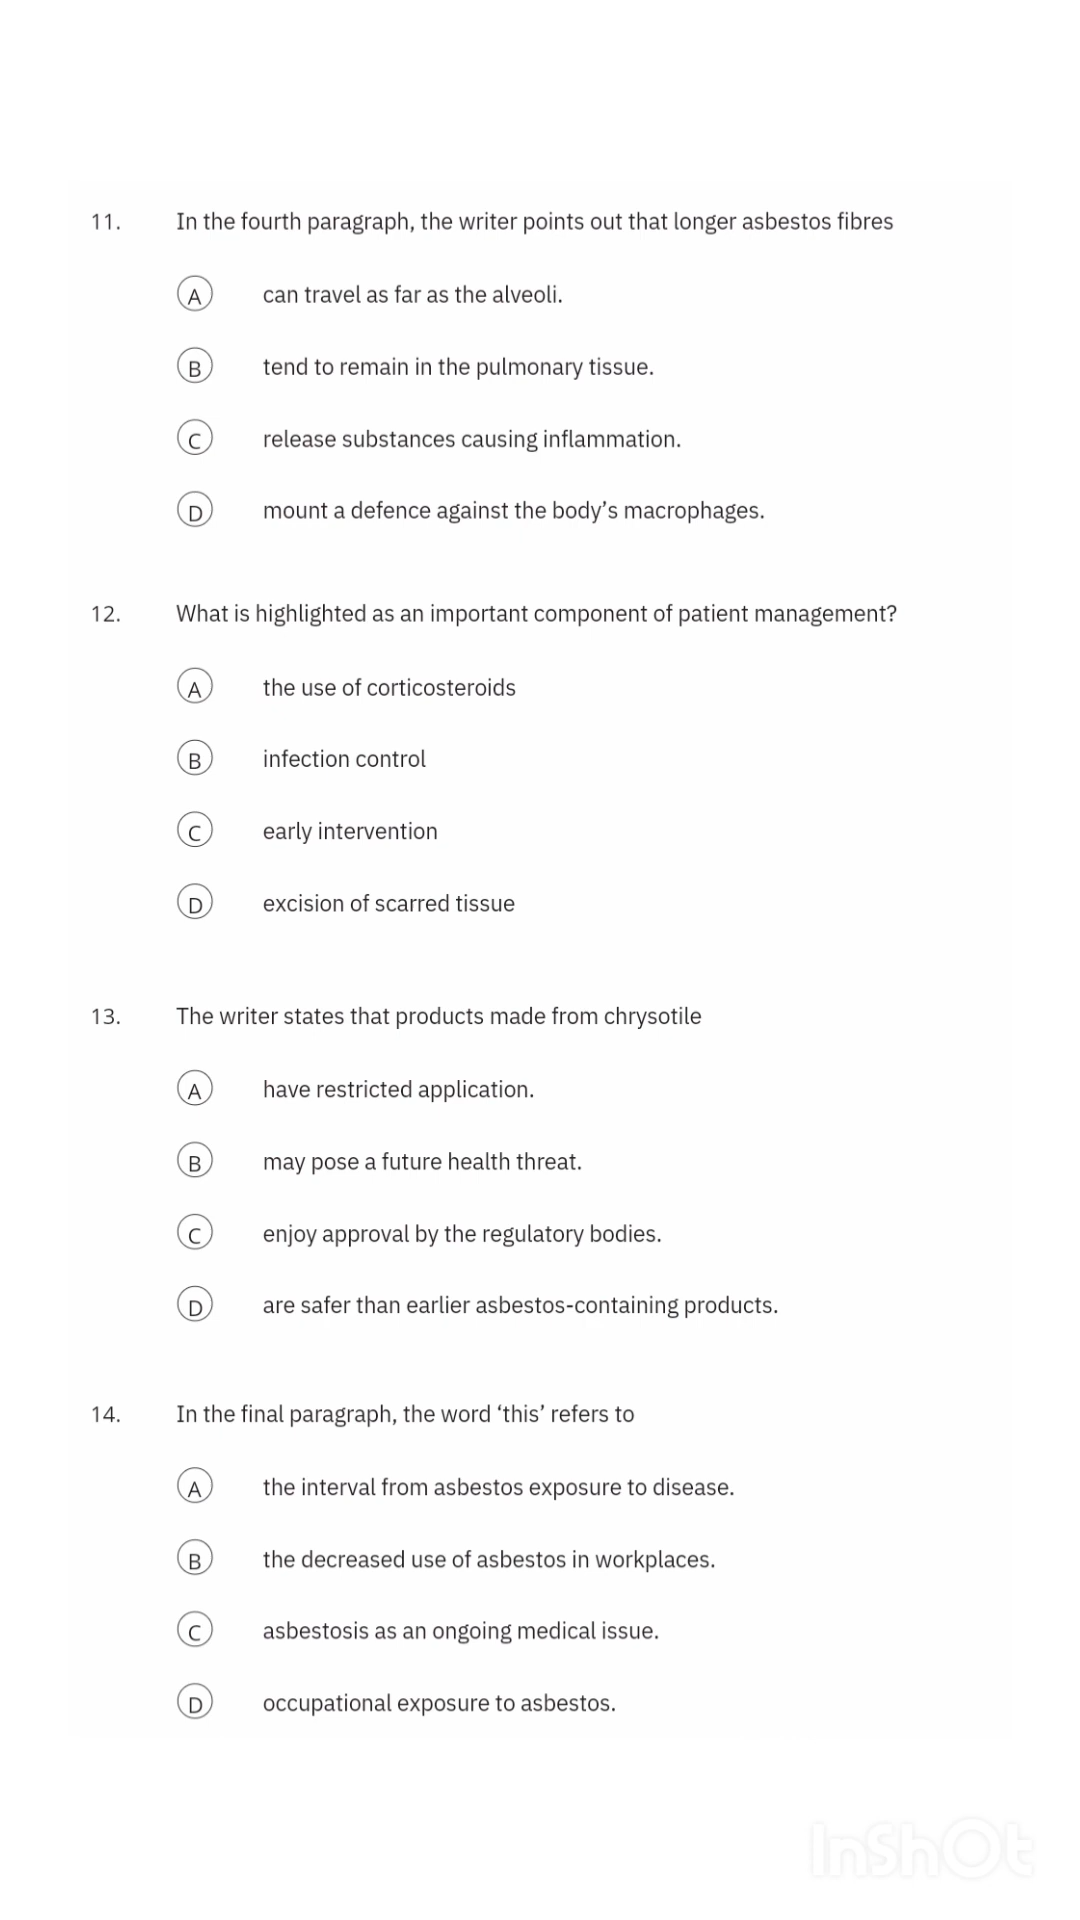 11. In the fourth paragraph, the writer points out that longer asbestos fibres
A can travel as far as the alveoli.
B tend to remain in the pulmonary tissue.
C release substances causing inflammation.
D mount a defence against the body’s macrophages.
12. What is highlighted as an important component of patient management?
A the use of corticosteroids
B infection control
C early intervention
D excision of scarred tissue
13. The writer states that products made from chrysotile
A have restricted application.
B may pose a future health threat.
C enjoy approval by the regulatory bodies.
D are safer than earlier asbestos-containing products.
14. In the final paragraph, the word ‘this’ refers to
A the interval from asbestos exposure to disease.
B the decreased use of asbestos in workplaces.
C asbestosis as an ongoing medical issue.
D occupational exposure to asbestos.
InShOt